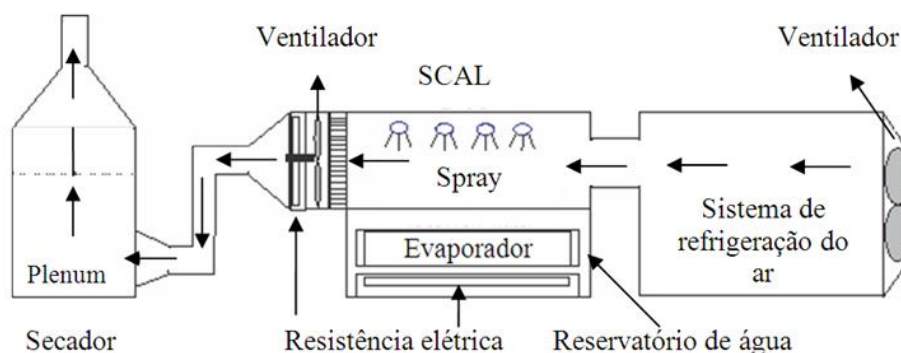 Ventilador
SCAL
Ventilador
Spray
Sistema de
refrigeração do
ar
Evaporador
Plenum
Secador
Resistência elétrica
Reservatório de água